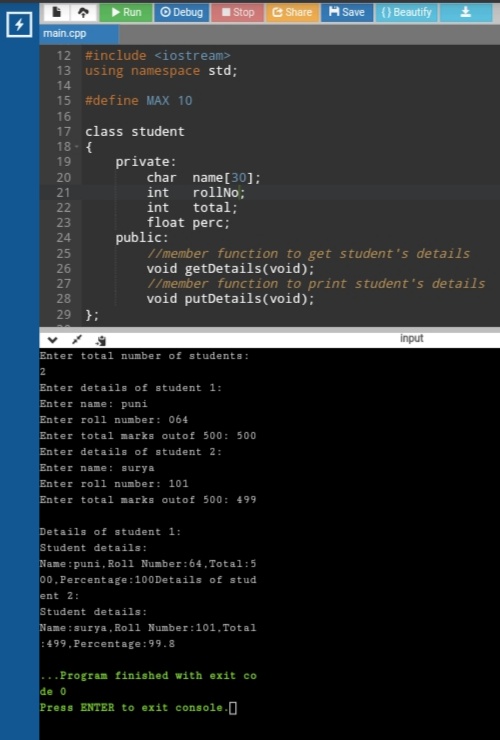 Run Debug Stop Share Save {} Beautify
main.cpp
12 #include <iostream>
13 using namespace std;
14
15 #define MAX 10
16
17 class student
18 {
19 private:
20 char name[30];
21 int rollNo;
22 int total;
23 float perc;
24 public:
25 //member function to get student's details
26 void getDetails(void);
27 //member function to print student's details
28 void putDetails(void);
29 };
input
Enter total number of students:
2
Enter details of student 1:
Enter name: puni
Enter roll number: 064
Enter total marks outof 500: 500
Enter details of student 2:
Enter name: surya
Enter roll number: 101
Enter total marks outof 500: 499
Details of student 1:
Student details:
Name:puni,Roll Number:64,Total:5
00,Percentage:100Details of stud
ent 2:
Student details:
Name:surya,Roll Number:101,Total
:499,Percentage:99.8
...Program finished with exit co
de 0
Press ENTER to exit console.